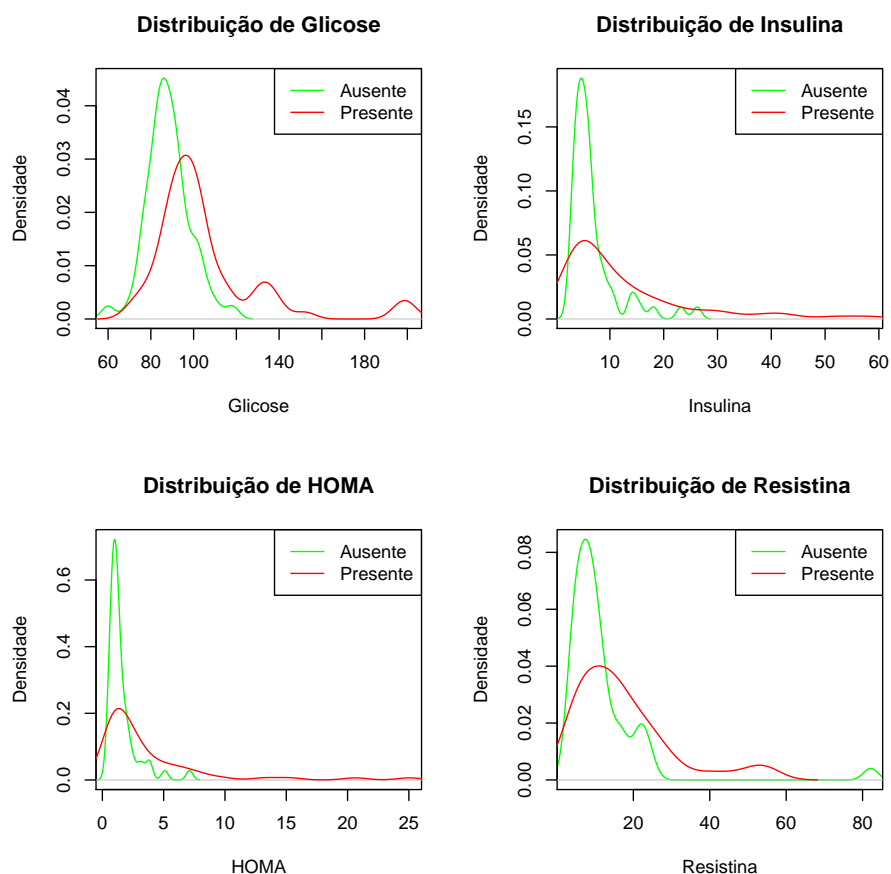 Distribuição de Glicose
Densidade
0.00
0.01
0.02
0.03
0.04
Ausente
Presente
60 80 100 140 180
Glicose
Distribuição de Insulina
Densidade
0.00
0.05
0.10
0.15
Ausente
Presente
10 20 30 40 50 60
Insulina
Distribuição de HOMA
Densidade
0.0
0.2
0.4
0.6
Ausente
Presente
0 5 10 15 20 25
HOMA
Distribuição de Resistina
Densidade
0.00
0.02
0.04
0.06
0.08
Ausente
Presente
20 40 60 80
Resistina